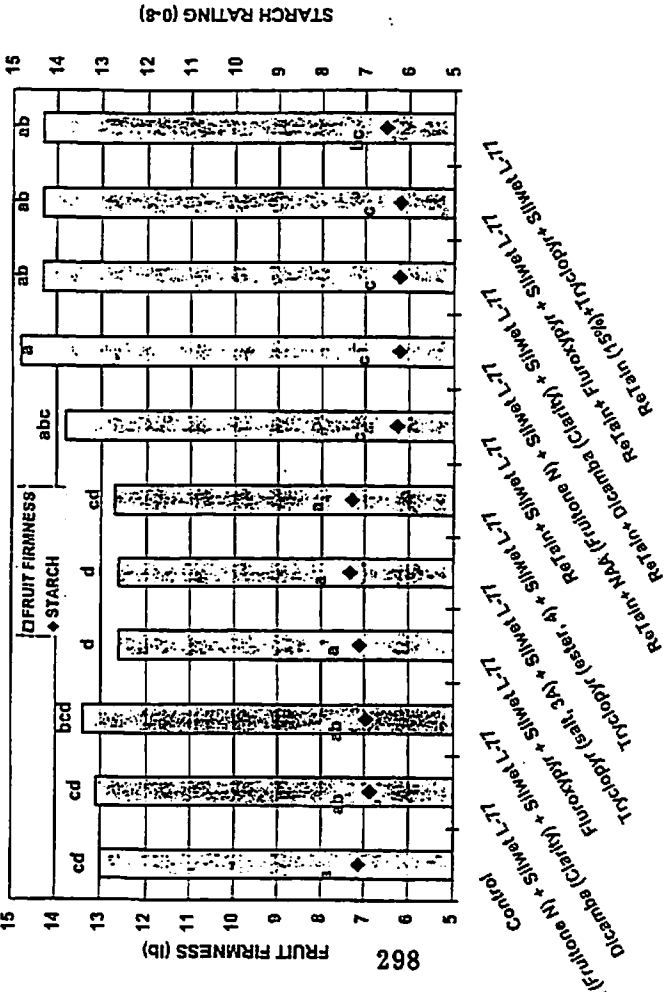 STARCH RATING (0-8)
15
14
13
12
11
10
9
8
7
6
5
ab
ab
ab
a
abc
cd
d
d
bcd
cd
cd
bc
c
c
c
c
a
a
a
ab
ab
a
□ FRUIT FIRMNESS
◆ STARCH
15
14
13
12
11
10
9
8
7
6
5
FRUIT FIRMNESS (lb)
Control
(Fruitone N) + Silwet L-77
Dicamba (Clarity) + Silwet L-77
Fluroxypyr + Silwet L-77
Tryclopyr (salt, 3A) + Silwet L-77
Tryclopyr (ester, 4) + Silwet L-77
ReTain+ Silwet L-77
ReTain+ NAA (Fruitone N) + Silwet L-77
ReTain+ Dicamba (Clarity) + Silwet L-77
ReTain+ Fluroxypyr + Silwet L-77
ReTain (15%)+Tryclopyr+ Silwet L-77
298